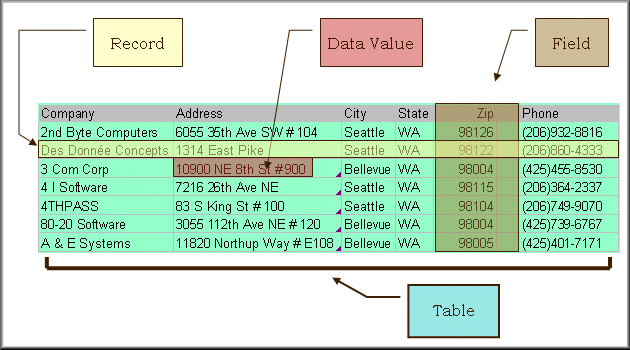 Record
Data Value
Field
Company Address City State Zip Phone
2nd Byte Computers 6055 35th Ave SW # 104 Seattle WA 98126 (206)932-8816
Des Donnée Concepts 1314 East Pike Seattle WA 98122 (206)860-4333
3 Com Corp 10900 NE 8th St #900 Bellevue WA 98004 (425)455-8530
4 I Software 7216 26th Ave NE Seattle WA 98115 (206)364-2337
4THPASS 83 S King St # 100 Seattle WA 98104 (206)749-9070
80-20 Software 3055 112th Ave NE # 120 Bellevue WA 98004 (425)739-6767
A & E Systems 11820 Northup Way # E108 Bellevue WA 98005 (425)401-7171
Table